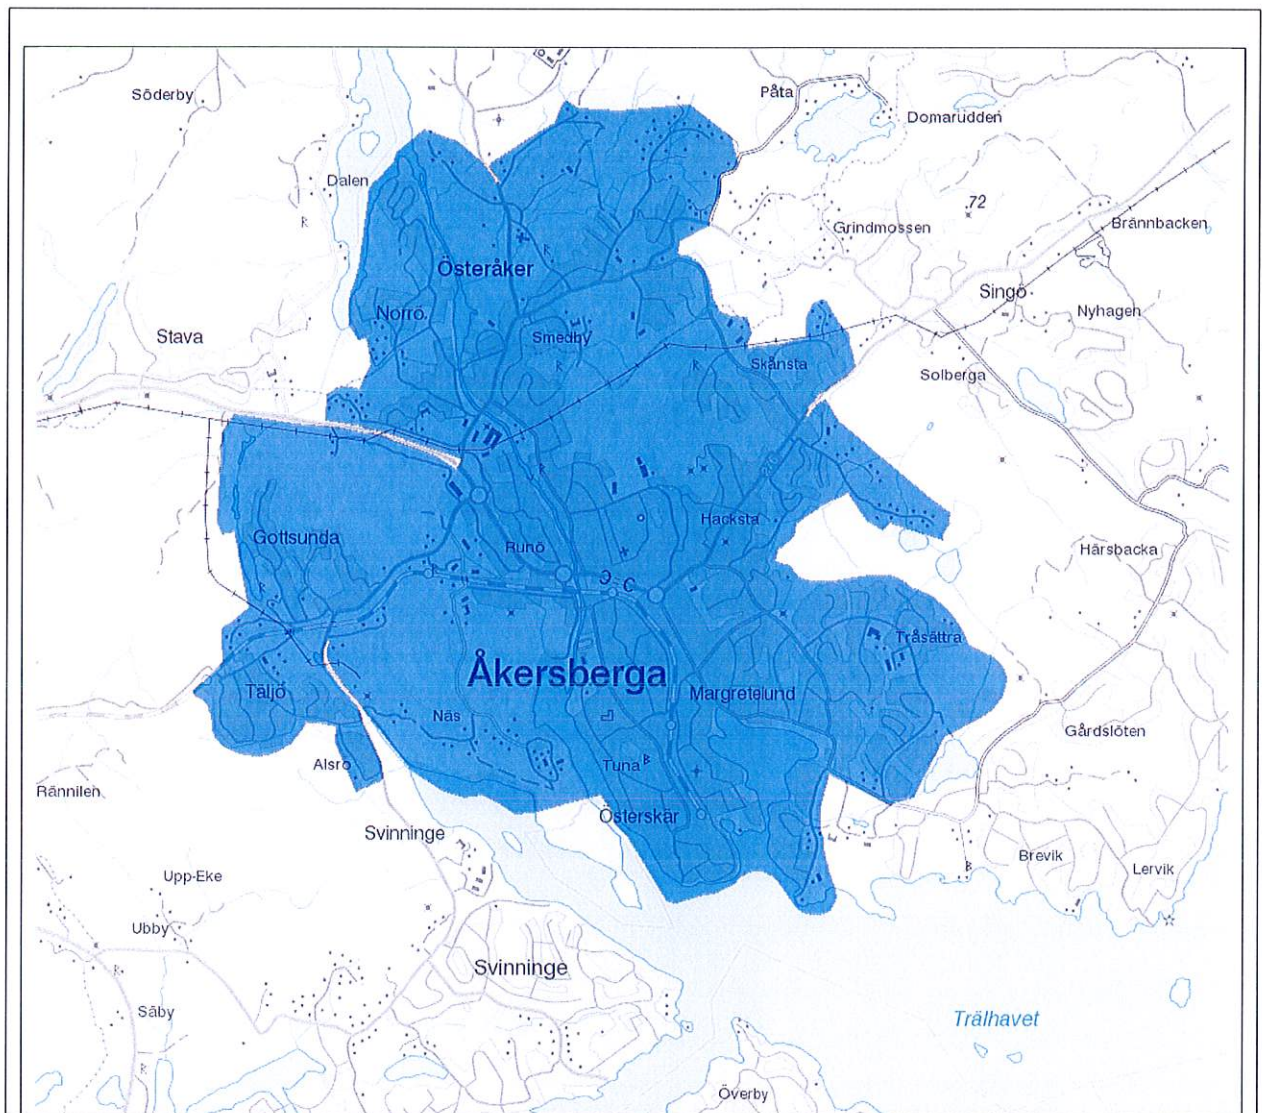 Påta
Söderby
Domarudden
Dalen
72
Brännbacken
Grindmossen
Österåker
Singö
Norrö
Nyhagen
Stava
Smedby
Skånsta
Solberga
Hacksta
Gottsunda
Runö
Härsbacka
Tråsättra
Åkersberga
Täljö
Margretelund
Näs
Gårdslöten
Alsro
Tuna
Rännilen
Österskär
Svinninge
Brevik
Lervik
Upp-Eke
Ubby
Svinninge
Säby
Trälhavet
Överby